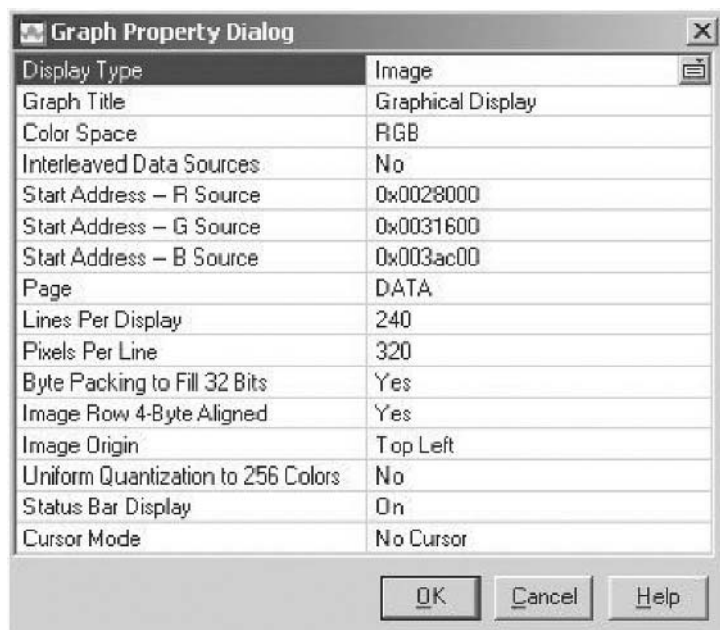 Graph Property Dialog
Display Type Image
Graph Title Graphical Display
Color Space RGB
Interleaved Data Sources No
Start Address – R Source 0x0028000
Start Address – G Source 0x0031600
Start Address – B Source 0x003ac00
Page DATA
Lines Per Display 240
Pixels Per Line 320
Byte Packing to Fill 32 Bits Yes
Image Row 4-Byte Aligned Yes
Image Origin Top Left
Uniform Quantization to 256 Colors No
Status Bar Display On
Cursor Mode No Cursor
OK Cancel Help